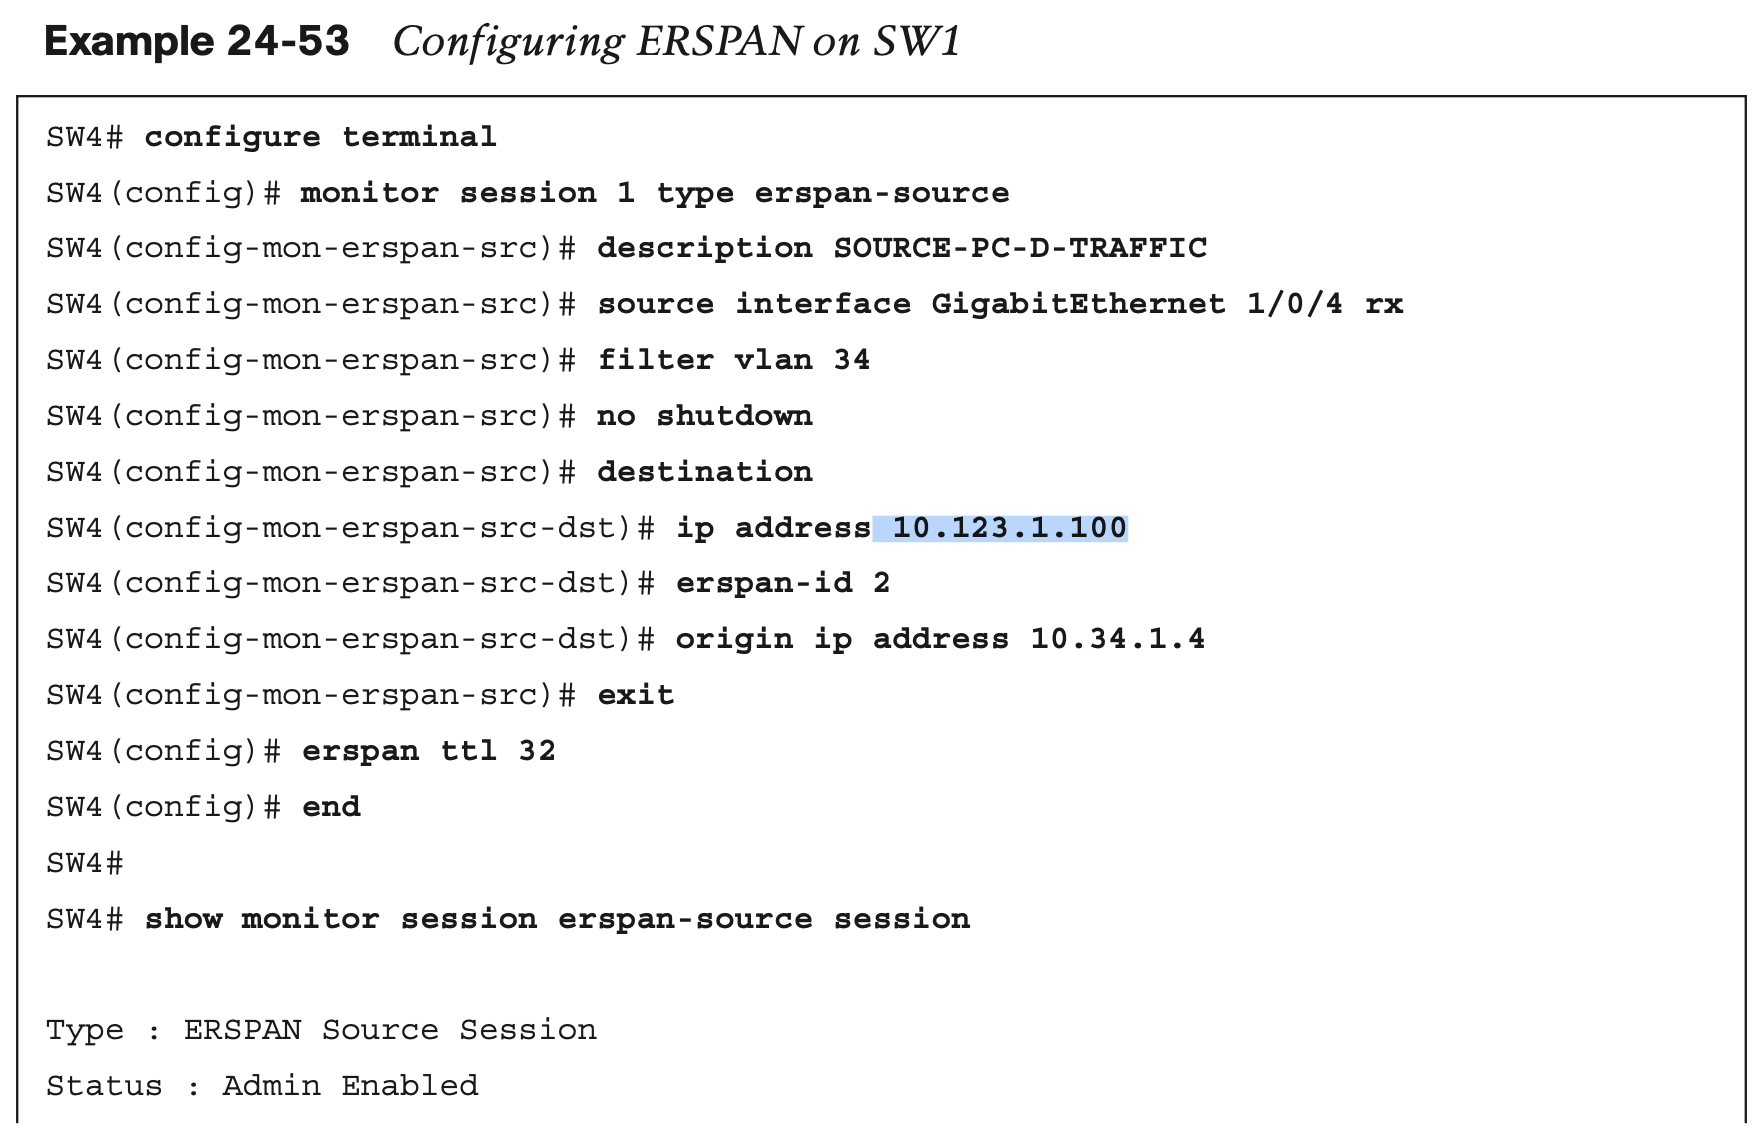 Example 24-53 Configuring ERSPAN on SW1
SW4# configure terminal
SW4(config)# monitor session 1 type erspan-source
SW4(config-mon-erspan-src)# description SOURCE-PC-D-TRAFFIC
SW4(config-mon-erspan-src)# source interface GigabitEthernet 1/0/4 rx
SW4(config-mon-erspan-src)# filter vlan 34
SW4(config-mon-erspan-src)# no shutdown
SW4(config-mon-erspan-src)# destination
SW4(config-mon-erspan-src-dst)# ip address 10.123.1.100
SW4(config-mon-erspan-src-dst)# erspan-id 2
SW4(config-mon-erspan-src-dst)# origin ip address 10.34.1.4
SW4(config-mon-erspan-src)# exit
SW4(config)# erspan ttl 32
SW4(config)# end
SW4#
SW4# show monitor session erspan-source session
Type : ERSPAN Source Session
Status : Admin Enabled